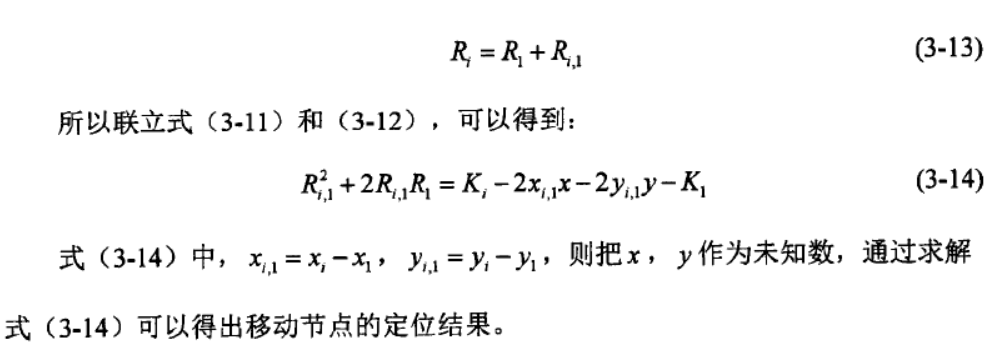 R_i = R_1 + R_{i,1} (3-13)
所以联立式（3-11）和（3-12），可以得到：
R_{i,1}^2 + 2R_{i,1}R_1 = K_i - 2x_{i,1}x - 2y_{i,1}y - K_1 (3-14)
式（3-14）中，x_{i,1} = x_i - x_1，y_{i,1} = y_i - y_1，则把 x，y 作为未知数，通过求解
式（3-14）可以得出移动节点的定位结果。